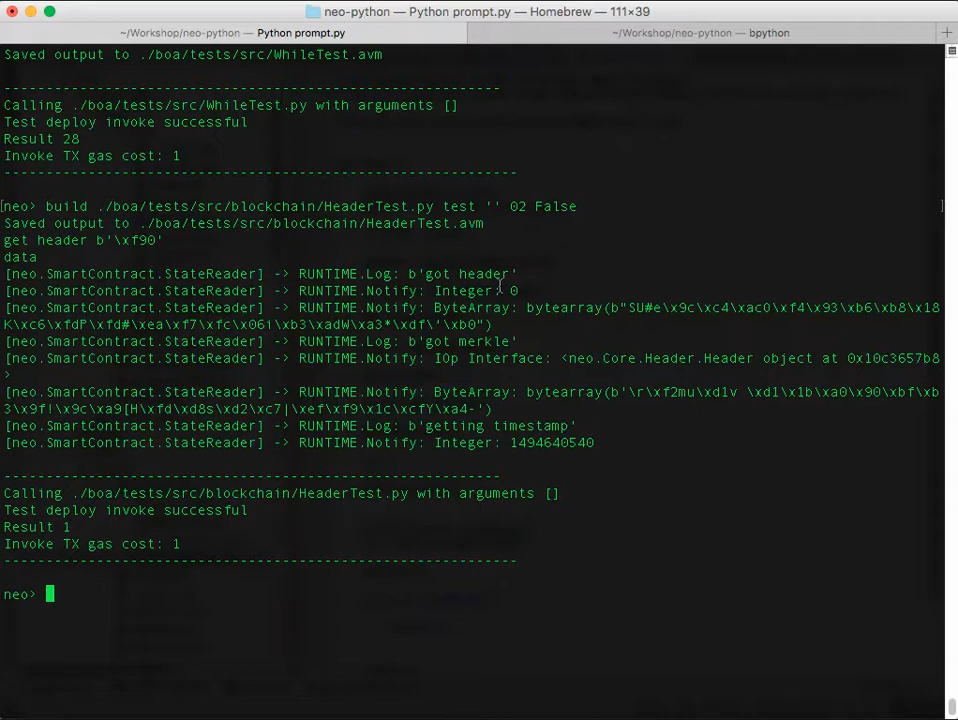 neo-python — Python prompt.py — Homebrew — 111×39
~/Workshop/neo-python — Python prompt.py
~/Workshop/neo-python — bpython
Saved output to ./boa/tests/src/WhileTest.avm
-----------------------------------------------------------
Calling ./boa/tests/src/WhileTest.py with arguments []
Test deploy invoke successful
Result 28
Invoke TX gas cost: 1
-------------------------------------------------------------
[neo> build ./boa/tests/src/blockchain/HeaderTest.py test '' 02 False ]
Saved output to ./boa/tests/src/blockchain/HeaderTest.avm
get header b'\xf90'
data
[neo.SmartContract.StateReader] -> RUNTIME.Log: b'got header'
[neo.SmartContract.StateReader] -> RUNTIME.Notify: Integer: 0
[neo.SmartContract.StateReader] -> RUNTIME.Notify: ByteArray: bytearray(b"SU#e\x9c\xc4\xac0\xf4\x93\xb6\xb8\x18
K\xc6\xfdP\xfd#\xea\xf7\xfc\x06i\xb3\xadW\xa3*\xdf\'\xb0")
[neo.SmartContract.StateReader] -> RUNTIME.Log: b'got merkle'
[neo.SmartContract.StateReader] -> RUNTIME.Notify: IOp Interface: <neo.Core.Header.Header object at 0x10c3657b8
>
[neo.SmartContract.StateReader] -> RUNTIME.Notify: ByteArray: bytearray(b'\r\xf2mu\xd1v \xd1\x1b\xa0\x90\xbf\xb
3\x9f!\x9c\xa9[H\xfd\xd8s\xd2\xc7|\xef\xf9\x1c\xcfY\xa4-')
[neo.SmartContract.StateReader] -> RUNTIME.Log: b'getting timestamp'
[neo.SmartContract.StateReader] -> RUNTIME.Notify: Integer: 1494640540
-----------------------------------------------------------
Calling ./boa/tests/src/blockchain/HeaderTest.py with arguments []
Test deploy invoke successful
Result 1
Invoke TX gas cost: 1
-------------------------------------------------------------
neo>